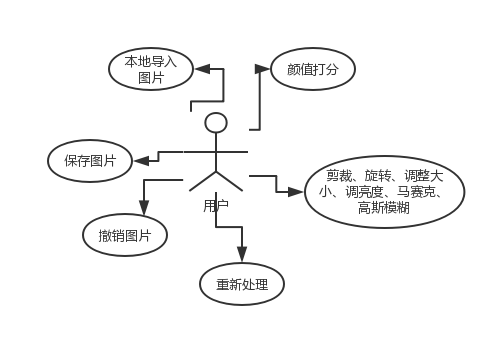 本地导入
图片
颜值打分
保存图片
剪裁、旋转、调整大
小、调亮度、马赛克、
高斯模糊
用户
撤销图片
重新处理